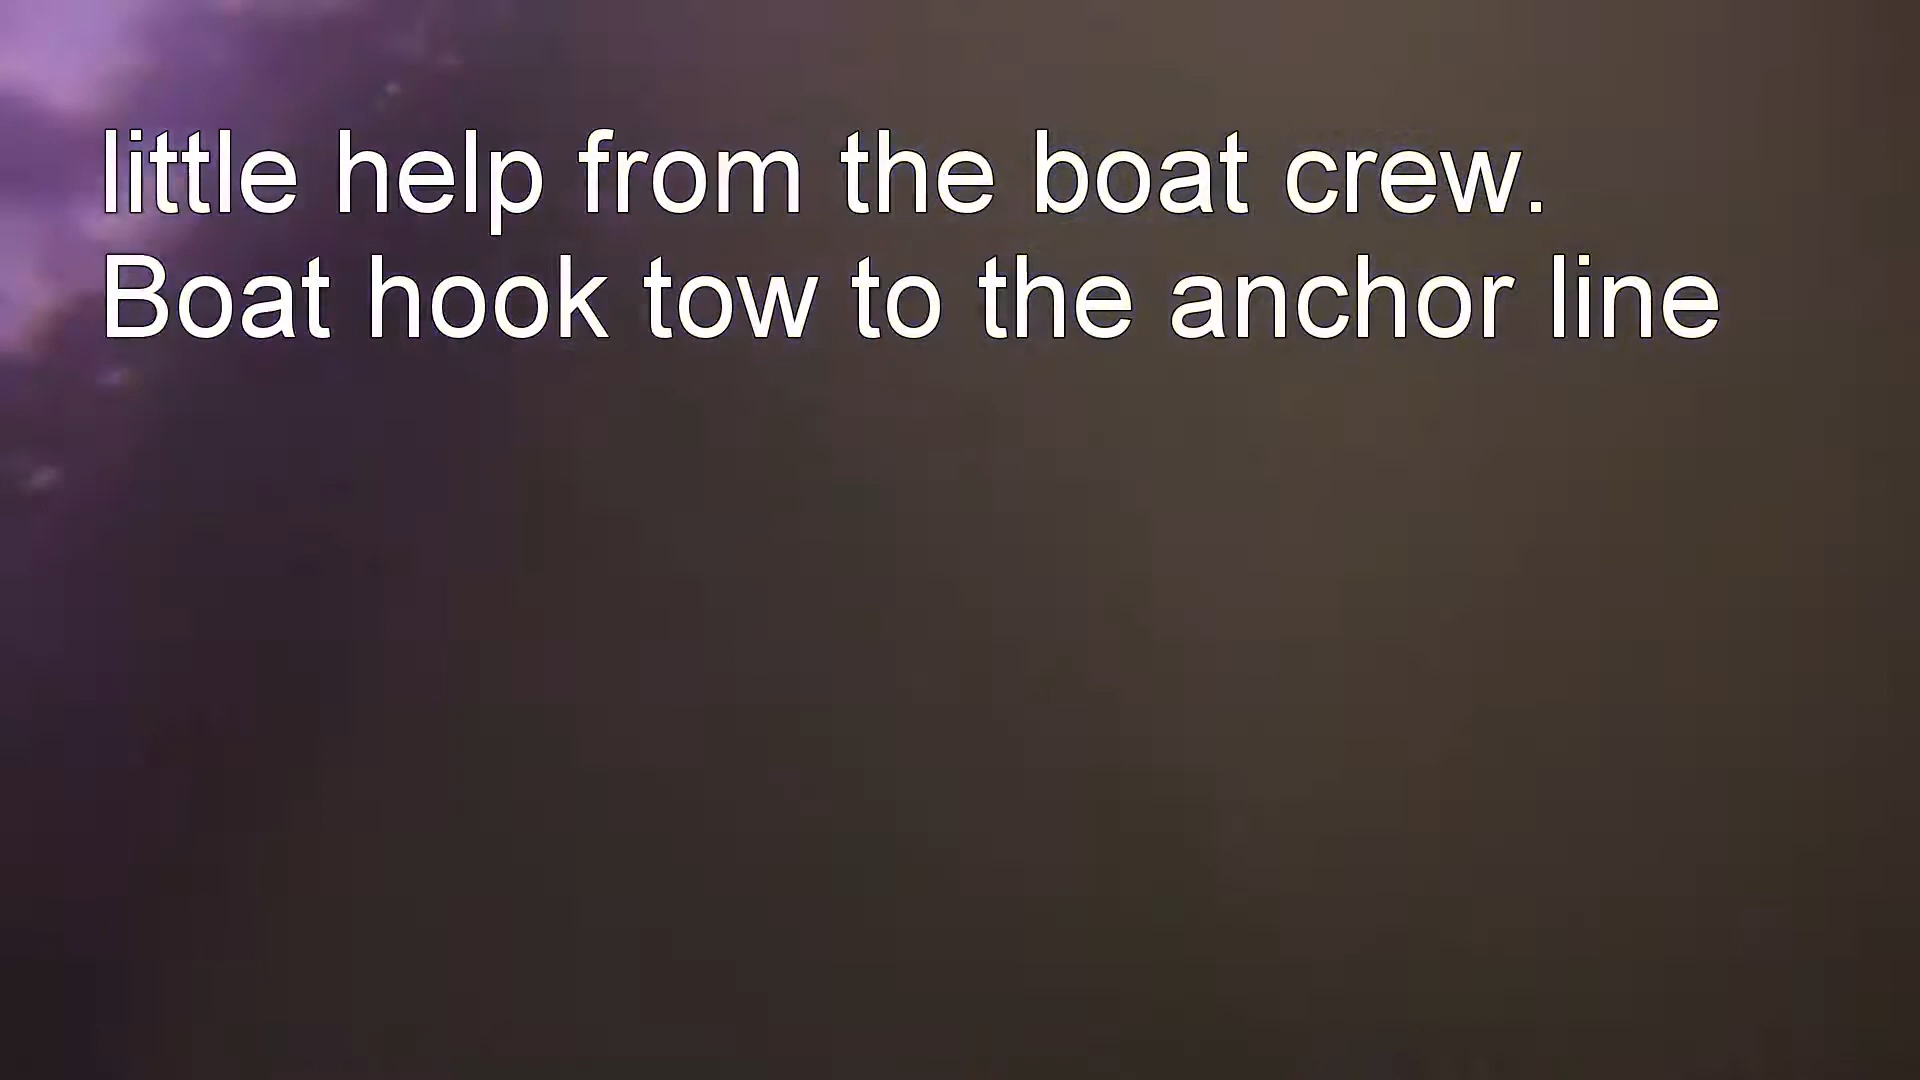 little help from the boat crew.
Boat hook tow to the anchor line